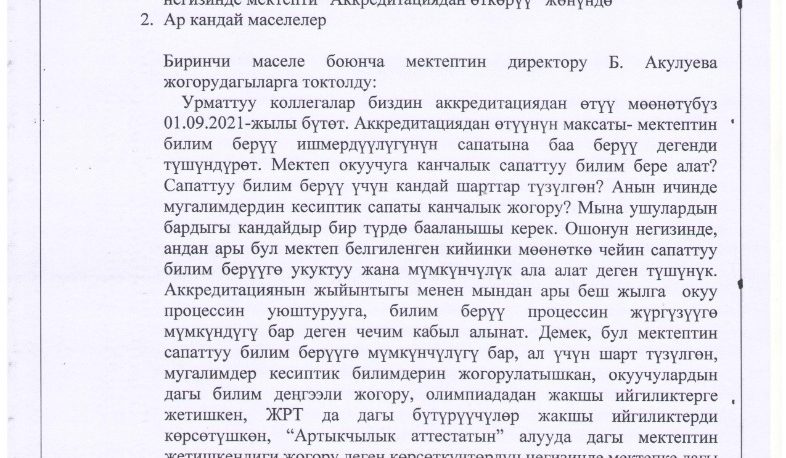 негизинде мектепти "Аккредитациядан өткөрүү" жөнүндө
2. Ар кандай маселелер
Биринчи маселе боюнча мектептин директору Б. Акулуева
жогорудагыларга токтолду:
Урматтуу коллегалар биздин аккредитациядан өтүү мөөнөтүбүз
01.09.2021-жылы бүтөт. Аккредитациядан өтүүнүн максаты- мектептин
билим берүү ишмердүүлүгүнүн сапатына баа берүү дегенди
түшүндүрөт. Мектеп окуучуга канчалык сапаттуу билим бере алат?
Сапаттуу билим берүү үчүн кандай шарттар түзүлгөн? Анын ичинде
мугалимдердин кесиптик сапаты канчалык жогору? Мына ушулардын
бардыгы кандайдыр бир түрдө бааланышы керек. Ошонун негизинде,
андан ары бул мектеп белгиленген кийинки мөөнөткө чейин сапаттуу
билим берүүгө укуктуу жана мүмкүнчүлүк ала алат деген түшүнүк.
Аккредитациянын жыйынтыгы менен мындан ары беш жылга окуу
процессин уюштурууга, билим берүү процессин жүргүзүүгө
мүмкүндүгү бар деген чечим кабыл алынат. Демек, бул мектептин
сапаттуу билим берүүгө мүмкүнчүлүгү бар, ал үчүн шарт түзүлгөн,
мугалимдер кесиптик билимдерин жогорулатышкан, окуучулардын
дагы билим деңгээли жогору, олимпиададан жакшы ийгиликтерге
жетишкен, ЖРТ да дагы бүтүрүүчүлөр жакшы ийгиликтерди
көрсөтүшкөн, "Артыкчылык аттестатын" алууда дагы мектептин
жетишкендиги жогору деген көрсөткүчтөрдүн негизинде мектепке дагы